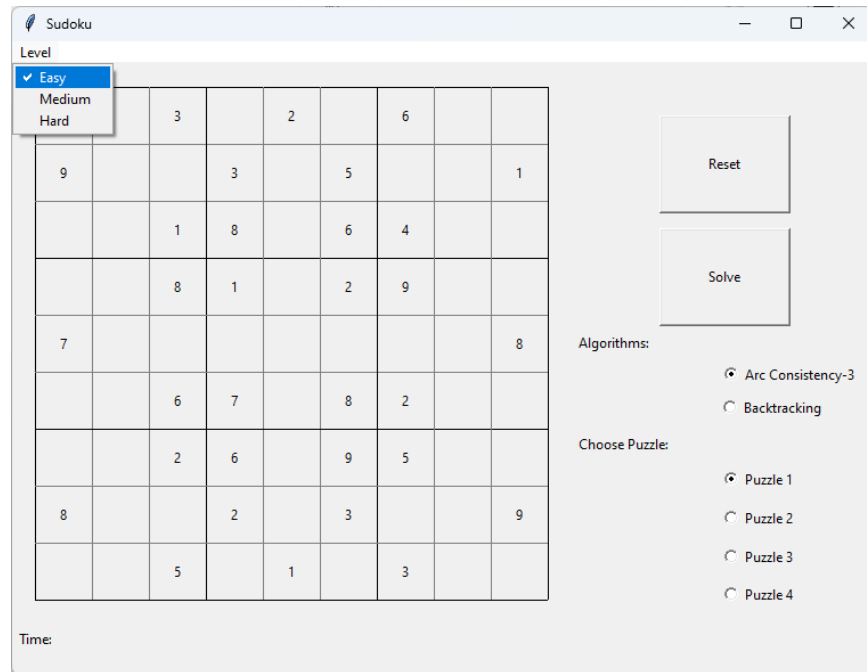 Sudoku
Level
Easy
Medium
Hard
3 2 6
9 3 5 1
1 8 6 4
8 1 2 9
7 8
6 7 8 2
2 6 9 5
8 2 3 9
5 1 3
Reset
Solve
Algorithms:
Arc Consistency-3
Backtracking
Choose Puzzle:
Puzzle 1
Puzzle 2
Puzzle 3
Puzzle 4
Time: